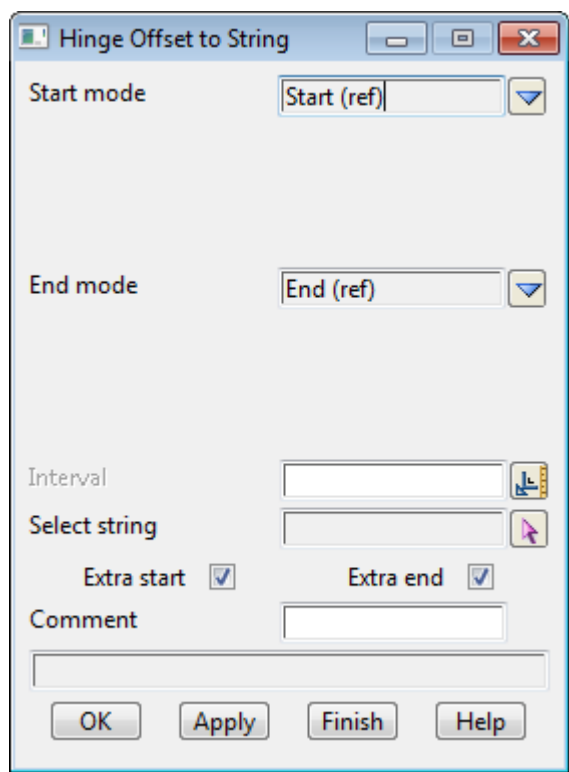 Hinge Offset to String
Start mode Start (ref)
End mode End (ref)
Interval
Select string
Extra start Extra end
Comment
OK Apply Finish Help